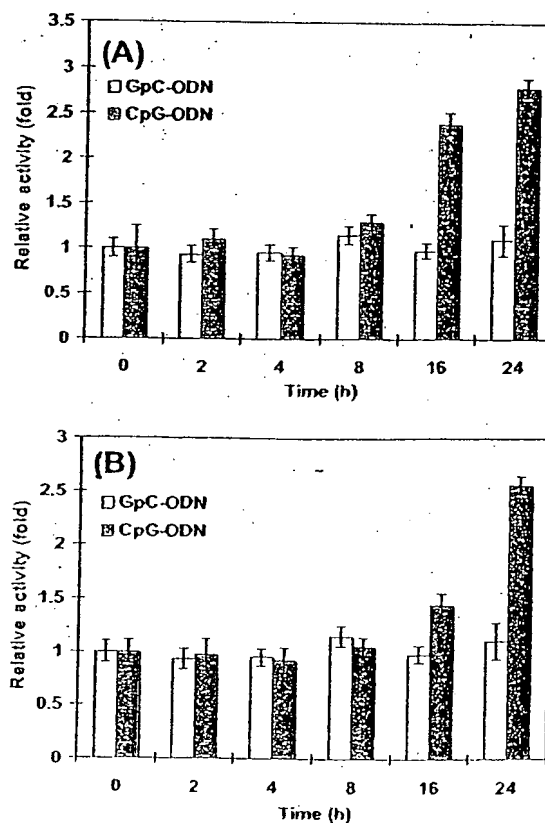 (A)
GpC-ODN
CpG-ODN
Relative activity (fold)
3.5
3
2.5
2
1.5
1
0.5
0
0 2 4 8 16 24
Time (h)
(B)
GpC-ODN
CpG-ODN
Relative activity (fold)
3
2.5
2
1.5
1
0.5
0
0 2 4 8 16 24
Time (h)